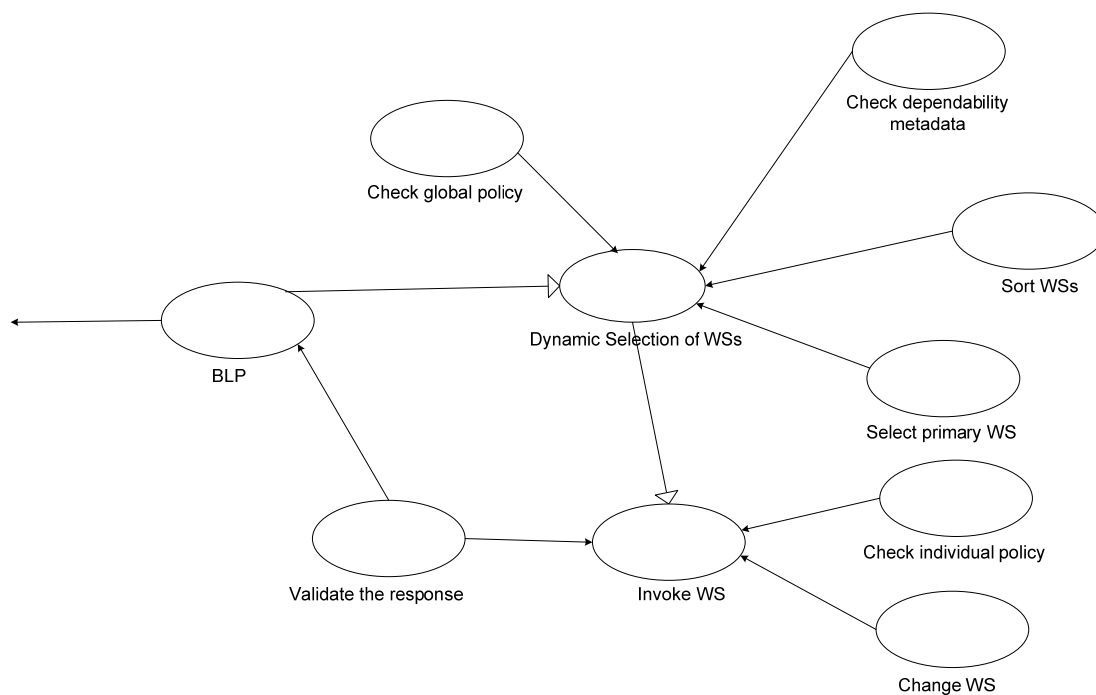 Check dependability
metadata
Check global policy
Sort WSs
Dynamic Selection of WSs
BLP
Select primary WS
Check individual policy
Validate the response
Invoke WS
Change WS